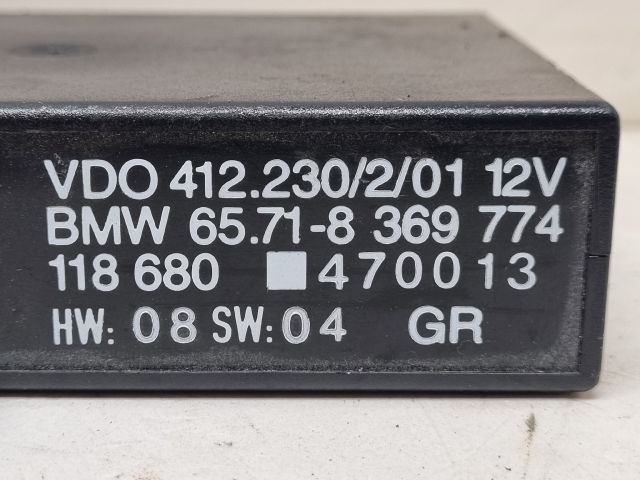 VDO 412.230/2/01 12V
BMW 65.71-8 369 774
118 680 470013
HW: 08 SW: 04 GR